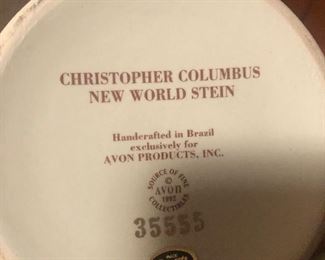 CHRISTOPHER COLUMBUS
NEW WORLD STEIN
Handcrafted in Brazil
exclusively for
AVON PRODUCTS, INC.
SOURCE OF FINE
©
AVON
1992
COLLECTIBLES
35555